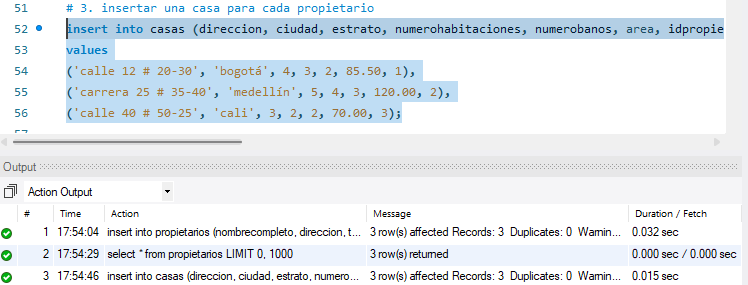 51 # 3. insertar una casa para cada propietario
52 insert into casas (direccion, ciudad, estrato, numerohabitaciones, numerobanos, area, idpropie
53 values
54 ('calle 12 # 20-30', 'bogotá', 4, 3, 2, 85.50, 1),
55 ('carrera 25 # 35-40', 'medellín', 5, 4, 3, 120.00, 2),
56 ('calle 40 # 50-25', 'cali', 3, 2, 2, 70.00, 3);
Output
Action Output
# Time Action Message Duration / Fetch
1 17:54:04 insert into propietarios (nombrecompleto, direccion, t... 3 row(s) affected Records: 3 Duplicates: 0 Warnin... 0.032 sec
2 17:54:29 select * from propietarios LIMIT 0, 1000 3 row(s) returned 0.000 sec / 0.000 sec
3 17:54:46 insert into casas (direccion, ciudad, estrato, numero... 3 row(s) affected Records: 3 Duplicates: 0 Warnin... 0.015 sec